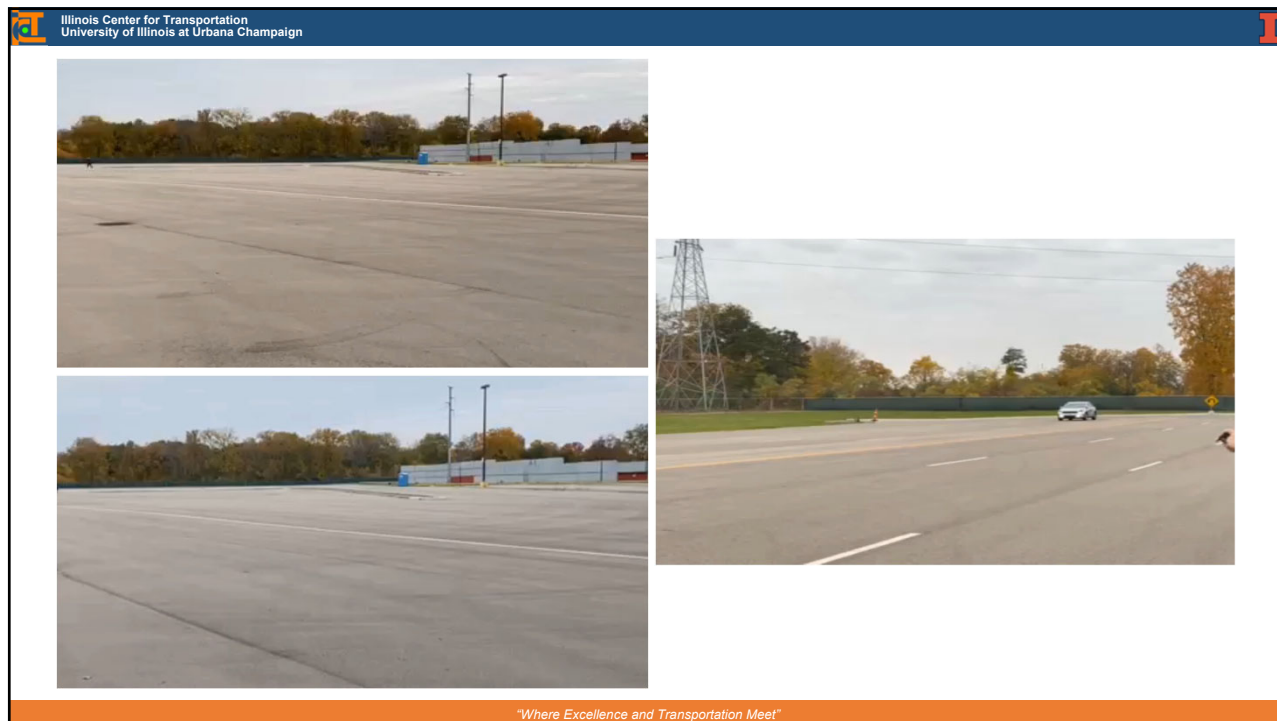 Illinois Center for Transportation
University of Illinois at Urbana Champaign
"Where Excellence and Transportation Meet"